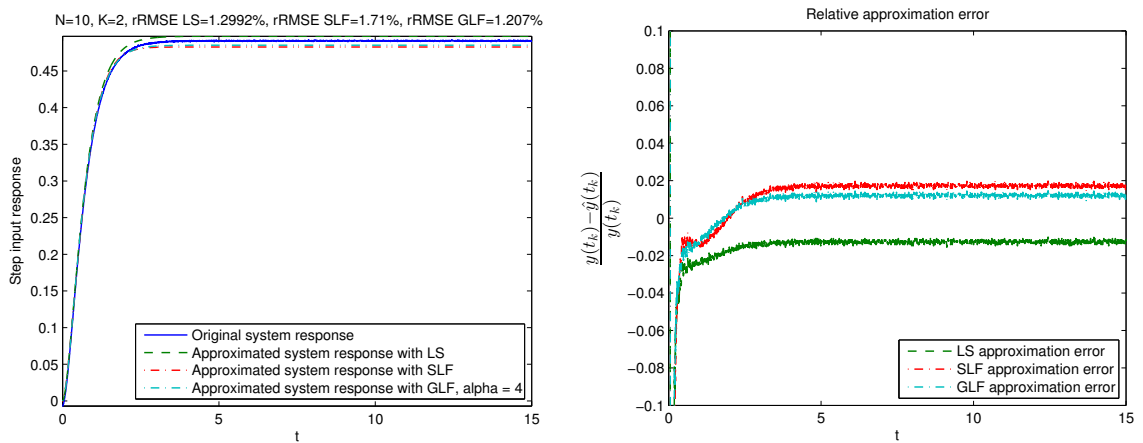 N=10, K=2, rRMSE LS=1.2992%, rRMSE SLF=1.71%, rRMSE GLF=1.207%
Step input response
0.45
0.4
0.35
0.3
0.25
0.2
0.15
0.1
0.05
0
Original system response
Approximated system response with LS
Approximated system response with SLF
Approximated system response with GLF, alpha = 4
0 5 10 15
t
Relative approximation error
y(t_k)−ŷ(t_k)
y(t_k)
0.1
0.08
0.06
0.04
0.02
0
−0.02
−0.04
−0.06
−0.08
−0.1
LS approximation error
SLF approximation error
GLF approximation error
0 5 10 15
t